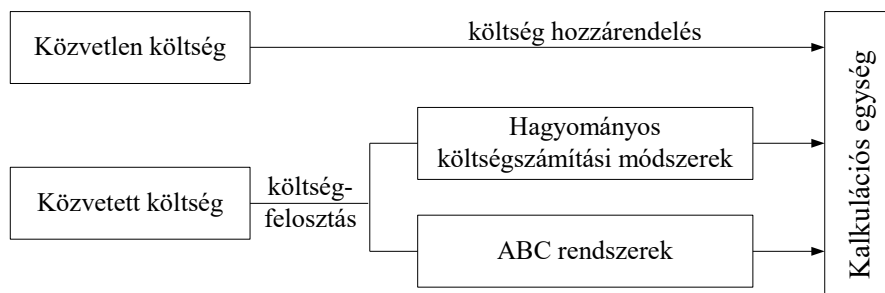 Közvetlen költség
költség hozzárendelés
Hagyományos
költségszámítási módszerek
Közvetett költség
költség-
felosztás
ABC rendszerek
Kalkulációs egység